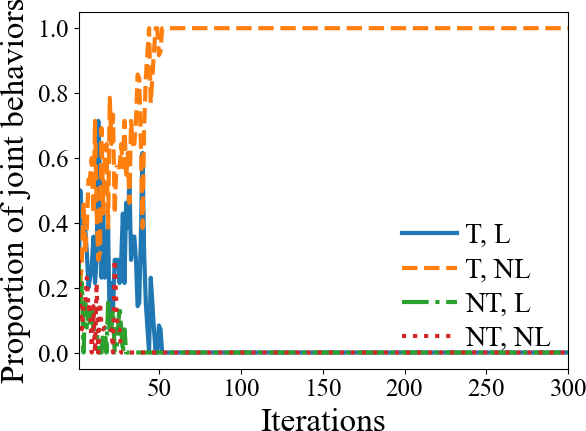 Proportion of joint behaviors
1.0
0.8
0.6
0.4
0.2
0.0
T, L
T, NL
NT, L
NT, NL
50
100
150
200
250
300
Iterations